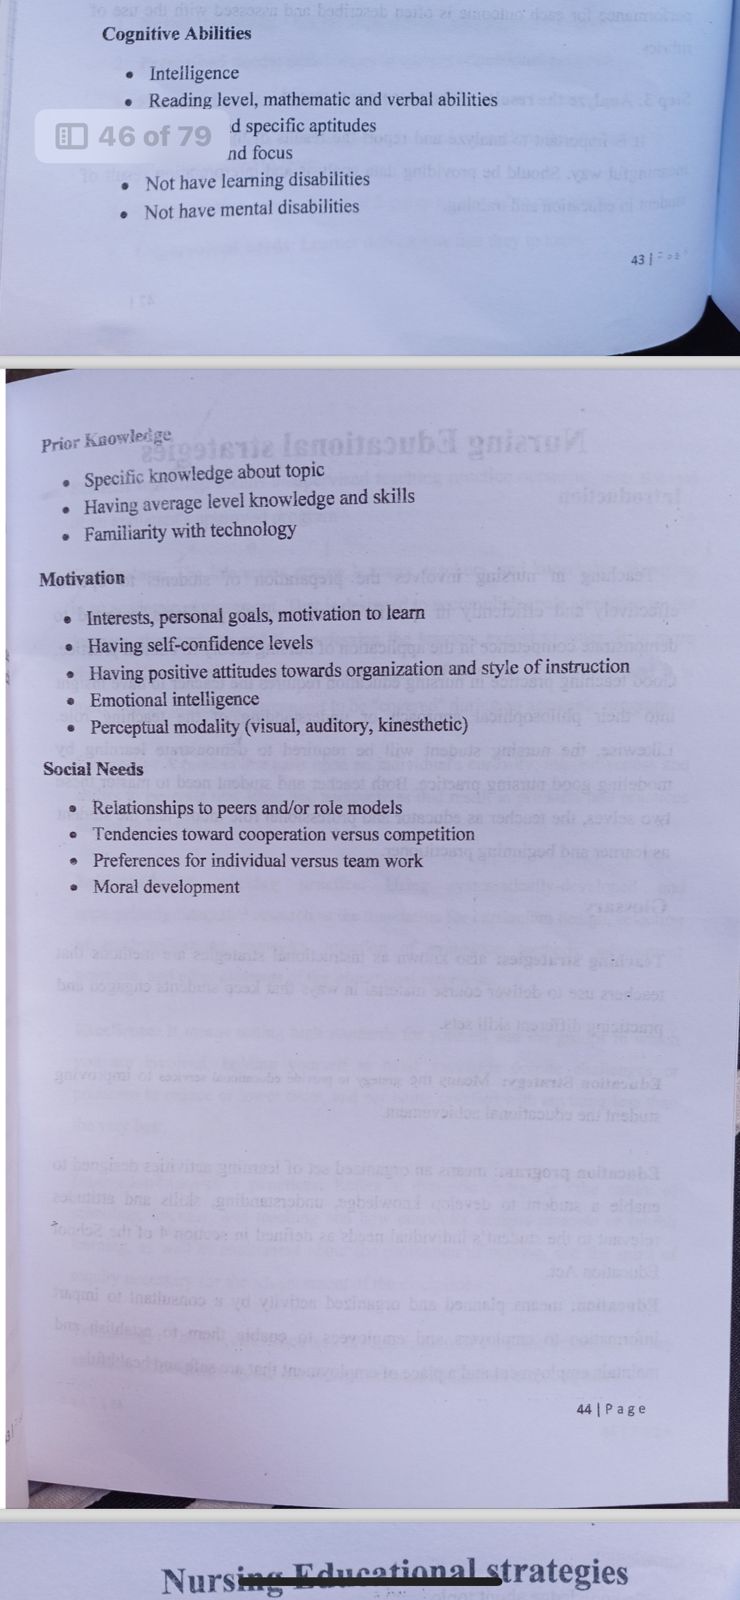 Cognitive Abilities
• Intelligence
• Reading level, mathematic and verbal abilities
46 of 79
d specific aptitudes
nd focus
• Not have learning disabilities
• Not have mental disabilities
43 |
Prior Knowledge
• Specific knowledge about topic
• Having average level knowledge and skills
• Familiarity with technology
Motivation
• Interests, personal goals, motivation to learn
• Having self-confidence levels
• Having positive attitudes towards organization and style of instruction
• Emotional intelligence
• Perceptual modality (visual, auditory, kinesthetic)
Social Needs
• Relationships to peers and/or role models
• Tendencies toward cooperation versus competition
• Preferences for individual versus team work
• Moral development
44 | Page
Nursing Educational strategies